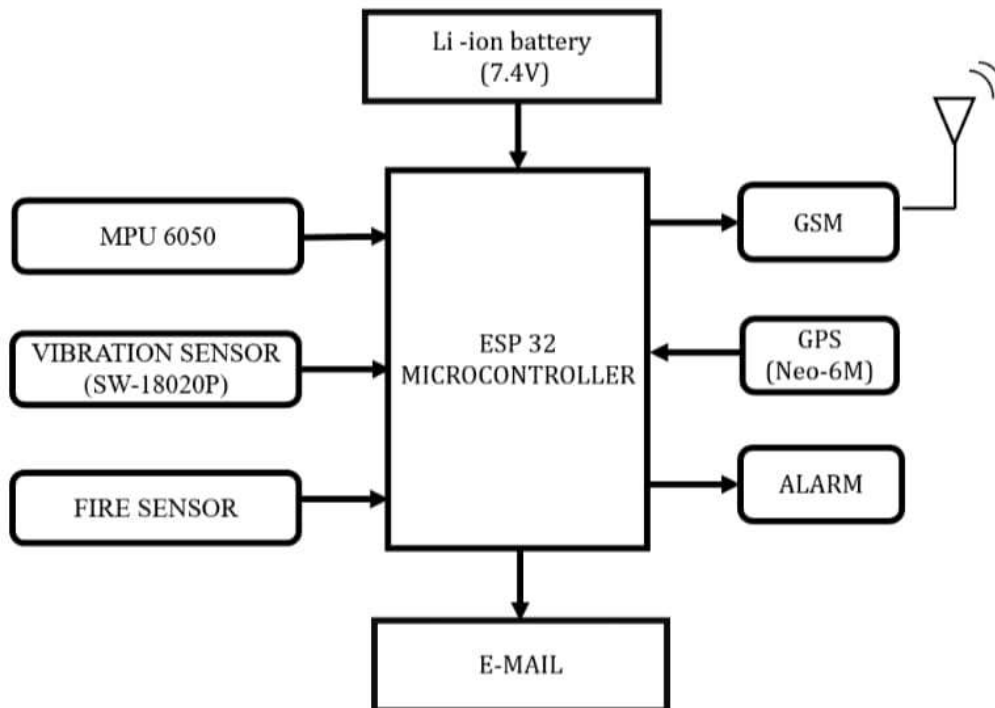 Li -ion battery
(7.4V)
MPU 6050
GSM
VIBRATION SENSOR
(SW-18020P)
ESP 32
MICROCONTROLLER
GPS
(Neo-6M)
FIRE SENSOR
ALARM
E-MAIL